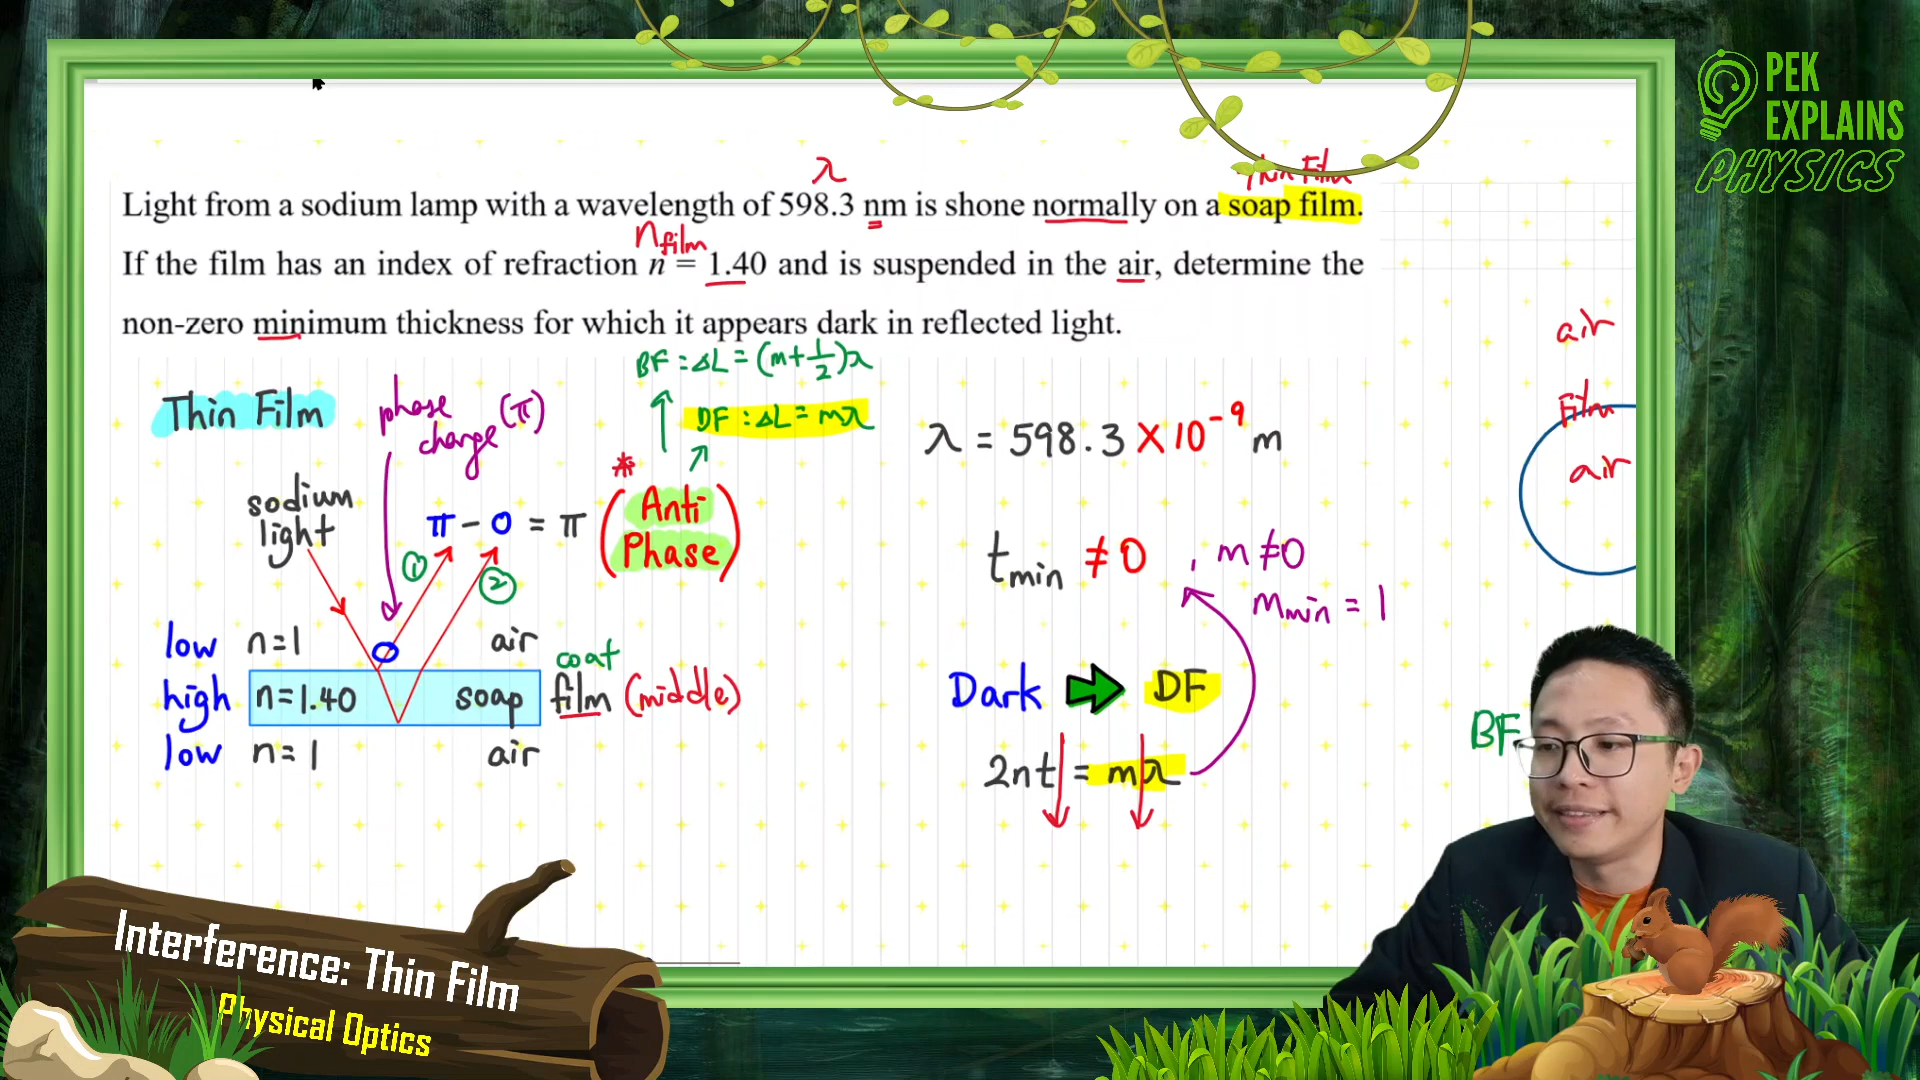 PEK
EXPLAINS
PHYSICS
λ
Thin Film
Light from a sodium lamp with a wavelength of 598.3 nm is shone normally on a soap film.
n film
If the film has an index of refraction n = 1.40 and is suspended in the air, determine the
non-zero minimum thickness for which it appears dark in reflected light.
BF : ΔL = (m+1/2)λ
DF : ΔL = mλ
Thin Film
phase
change (π)
sodium
light
π - 0 = π (Anti Phase)
*
①
②
low n=1 air
coat
high n=1.40 soap film (middle)
low n=1 air
λ = 598.3 × 10⁻⁹ m
tmin ≠ 0 , m ≠ 0
mmin = 1
Dark DF
2nt = mλ
air
Film
air
BF
Interference: Thin Film
Physical Optics